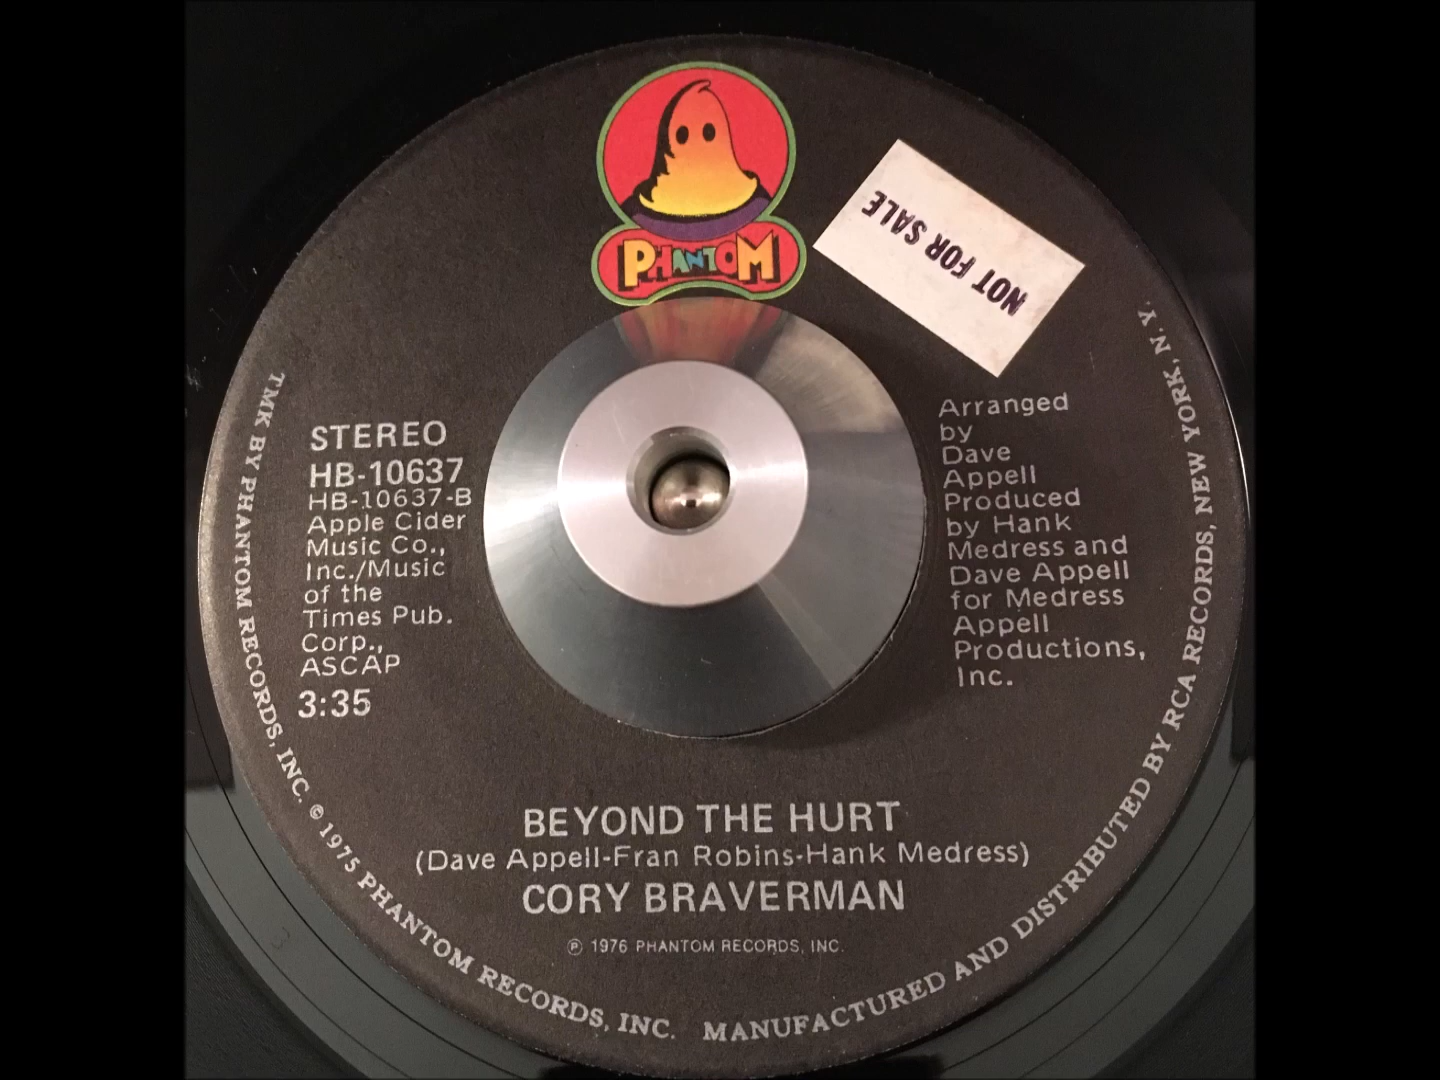 PHANTOM
NOT FOR SALE
STEREO
HB-10637
HB-10637-B
Apple Cider
Music Co.,
Inc./Music
of the
Times Pub.
Corp.,
ASCAP
3:35
Arranged
by
Dave
Appell
Produced
by Hank
Medress and
Dave Appell
for Medress
Appell
Productions,
Inc.
BEYOND THE HURT
(Dave Appell-Fran Robins-Hank Medress)
CORY BRAVERMAN
℗ 1976 PHANTOM RECORDS, INC.
TMK BY PHANTOM RECORDS, INC. © 1975 PHANTOM RECORDS, INC. MANUFACTURED AND DISTRIBUTED BY RCA RECORDS, NEW YORK, N. Y.